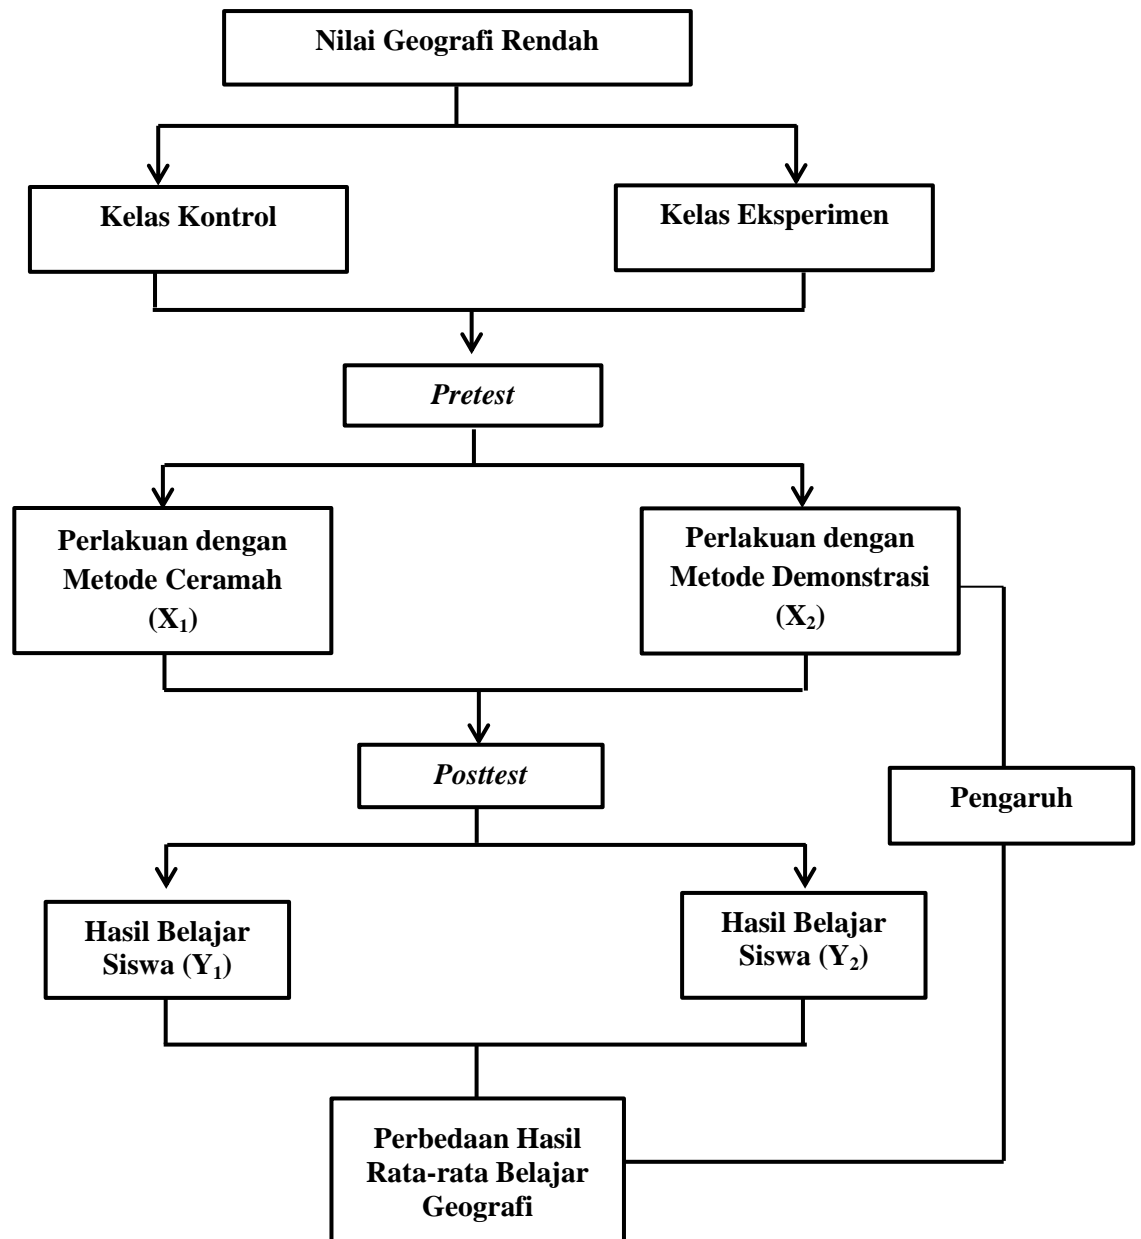 Nilai Geografi Rendah
Kelas Kontrol
Kelas Eksperimen
Pretest
Perlakuan dengan
Metode Ceramah
(X₁)
Perlakuan dengan
Metode Demonstrasi
(X₂)
Posttest
Pengaruh
Hasil Belajar
Siswa (Y₁)
Hasil Belajar
Siswa (Y₂)
Perbedaan Hasil
Rata-rata Belajar
Geografi